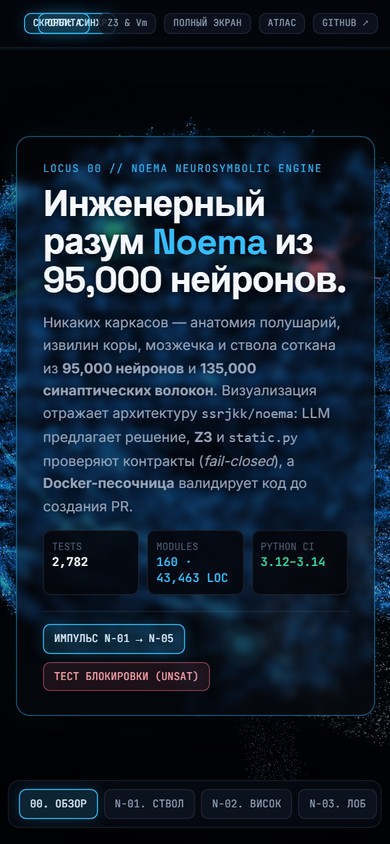 Z3 & Vm
ПОЛНЫЙ ЭКРАН
АТЛАС
GITHUB ↗
LOCUS 00 // NOEMA NEUROSYMBOLIC ENGINE
Инженерный
разум Noema из
95,000 нейронов.
Никаких каркасов — анатомия полушарий,
извилин коры, мозжечка и ствола соткана
из 95,000 нейронов и 135,000
синаптических волокон. Визуализация
отражает архитектуру ssrjkk/noema: LLM
предлагает решение, Z3 и static.py
проверяют контракты (fail-closed), а
Docker-песочница валидирует код до
создания PR.
TESTS
2,782
MODULES
160 ·
43,463 LOC
PYTHON CI
3.12–3.14
ИМПУЛЬС N-01 → N-05
ТЕСТ БЛОКИРОВКИ (UNSAT)
00. ОБЗОР
N-01. СТВОЛ
N-02. ВИСОК
N-03. ЛОБ